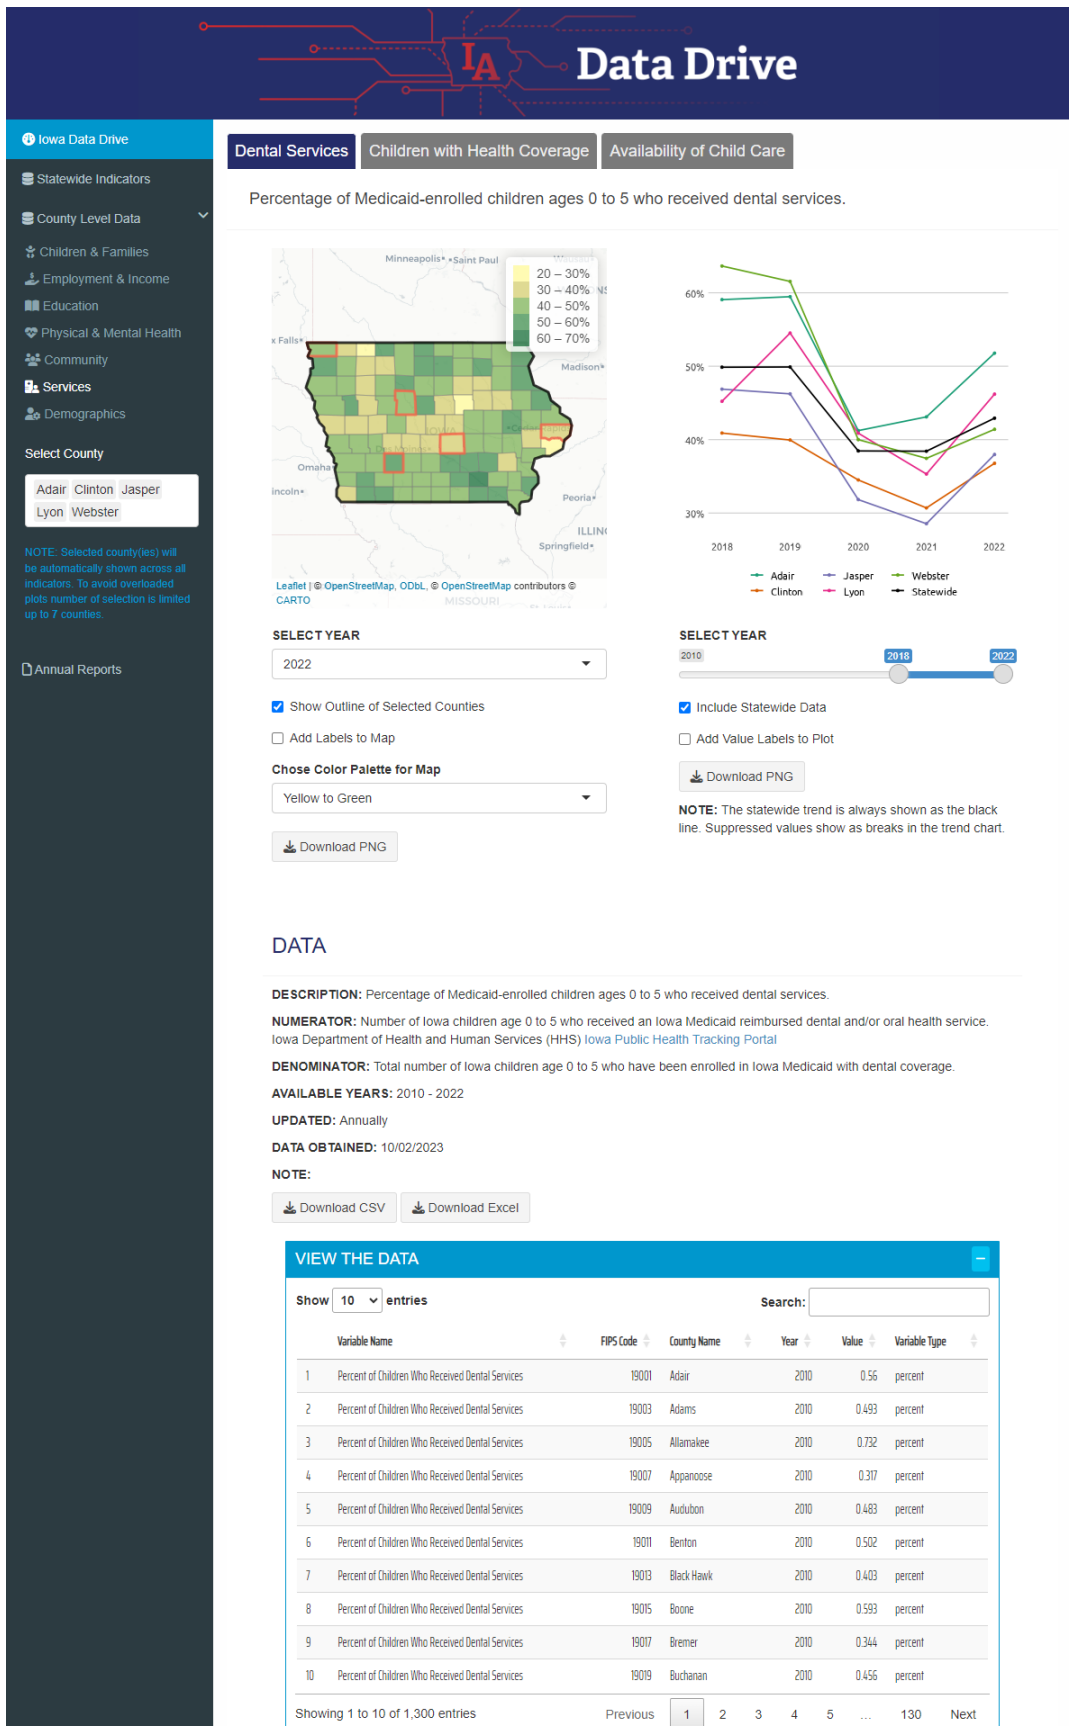 IA Data Drive
Iowa Data Drive
Statewide Indicators
County Level Data
Children & Families
Employment & Income
Education
Physical & Mental Health
Community
Services
Demographics
Select County
Adair Clinton Jasper
Lyon Webster
NOTE: Selected county(ies) will
be automatically shown across all
indicators. To avoid overloaded
plots number of selection is limited
up to 7 counties.
Annual Reports
Dental Services Children with Health Coverage Availability of Child Care
Percentage of Medicaid-enrolled children ages 0 to 5 who received dental services.
Minneapolis Saint Paul
20 – 30%
30 – 40%
40 – 50%
50 – 60%
60 – 70%
x Falls
Madison
IOWA
Omaha
incoln
Peoria
ILLIN
Springfield
MISSOURI
Leaflet | © OpenStreetMap, ODbL, © OpenStreetMap contributors ©
CARTO
60%
50%
40%
30%
2018 2019 2020 2021 2022
Adair Jasper Webster
Clinton Lyon Statewide
SELECT YEAR
2022
Show Outline of Selected Counties
Add Labels to Map
Chose Color Palette for Map
Yellow to Green
Download PNG
SELECT YEAR
2010 2018 2022
Include Statewide Data
Add Value Labels to Plot
Download PNG
NOTE: The statewide trend is always shown as the black
line. Suppressed values show as breaks in the trend chart.
DATA
DESCRIPTION: Percentage of Medicaid-enrolled children ages 0 to 5 who received dental services.
NUMERATOR: Number of Iowa children age 0 to 5 who received an Iowa Medicaid reimbursed dental and/or oral health service.
Iowa Department of Health and Human Services (HHS) Iowa Public Health Tracking Portal
DENOMINATOR: Total number of Iowa children age 0 to 5 who have been enrolled in Iowa Medicaid with dental coverage.
AVAILABLE YEARS: 2010 - 2022
UPDATED: Annually
DATA OBTAINED: 10/02/2023
NOTE:
Download CSV Download Excel
VIEW THE DATA
Show 10 entries Search:
Variable Name FIPS Code County Name Year Value Variable Type
1 Percent of Children Who Received Dental Services 19001 Adair 2010 0.56 percent
2 Percent of Children Who Received Dental Services 19003 Adams 2010 0.493 percent
3 Percent of Children Who Received Dental Services 19005 Allamakee 2010 0.732 percent
4 Percent of Children Who Received Dental Services 19007 Appanoose 2010 0.317 percent
5 Percent of Children Who Received Dental Services 19009 Audubon 2010 0.483 percent
6 Percent of Children Who Received Dental Services 19011 Benton 2010 0.502 percent
7 Percent of Children Who Received Dental Services 19013 Black Hawk 2010 0.403 percent
8 Percent of Children Who Received Dental Services 19015 Boone 2010 0.593 percent
9 Percent of Children Who Received Dental Services 19017 Bremer 2010 0.344 percent
10 Percent of Children Who Received Dental Services 19019 Buchanan 2010 0.456 percent
Showing 1 to 10 of 1,300 entries Previous 1 2 3 4 5 … 130 Next